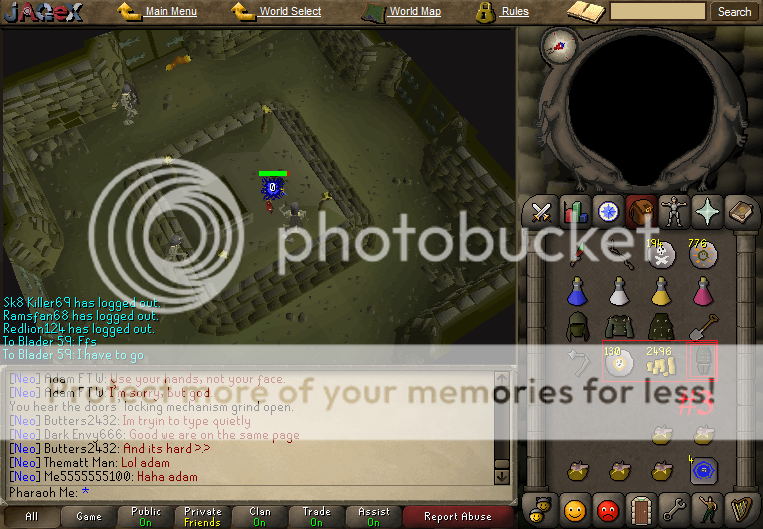 JAGEX Main Menu World Select World Map Rules Search
194 776
0
photobucket
Sk8 Killer69 has logged out.
Ramsfan68 has logged out.
Redlion124 has logged out.
To Blader 59: Ffs
To Blader 59: I have to go
130 2496
[Neo] Adam FTW: Use your hands, not your face.
[Neo] Adam FTW: I'm sorry, but god
more of your memories for less!
#3
You hear the doors' locking mechanism grind open.
[Neo] Butters2432: Im tryin to type quietly
[Neo] Dark Envy666: Good we are on the same page
[Neo] Butters2432: And its hard >.>
[Neo] Thematt Man: Lol adam
[Neo] Me5555555100: Haha adam
4
Pharaoh Me: *
All Game Public On Private Friends Clan On Trade On Assist On Report Abuse